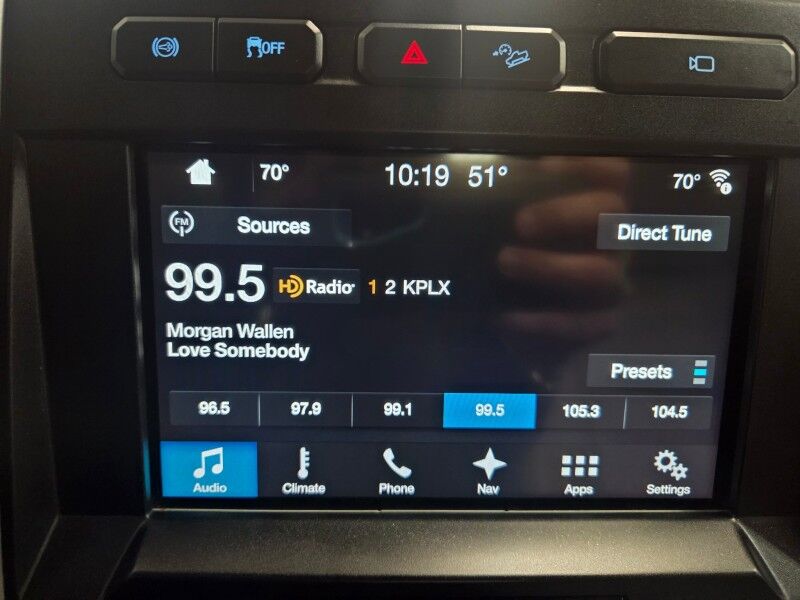 OFF
70° 10:19 51° 70°
FM Sources Direct Tune
99.5 HD Radio 1 2 KPLX
Morgan Wallen
Love Somebody
Presets
96.5 97.9 99.1 99.5 105.3 104.5
Audio Climate Phone Nav Apps Settings